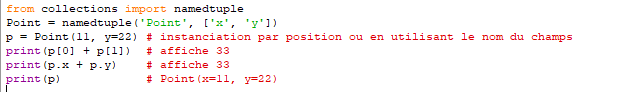 from collections import namedtuple
Point = namedtuple('Point', ['x', 'y'])
p = Point(11, y=22) # instanciation par position ou en utilisant le nom du champs
print(p[0] + p[1])  # affiche 33
print(p.x + p.y)    # affiche 33
print(p)            # Point(x=11, y=22)